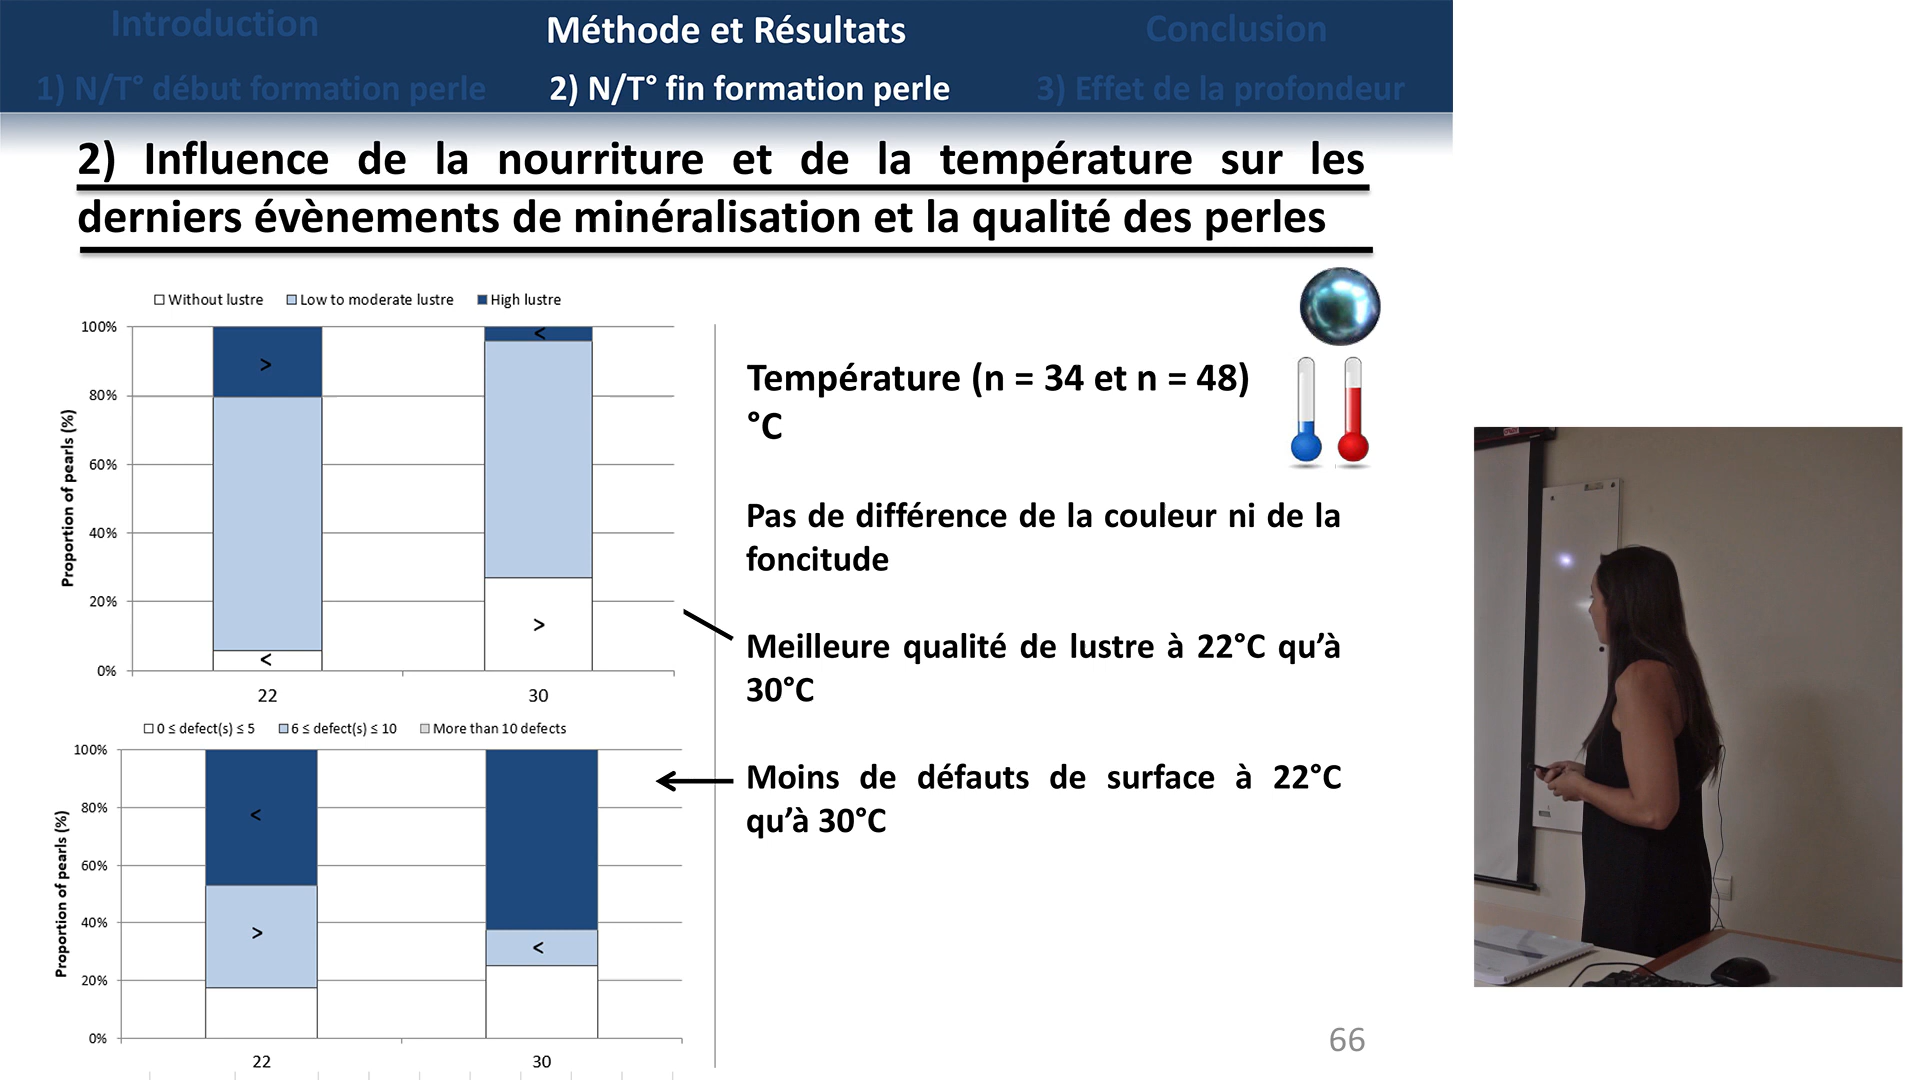 Introduction
Méthode et Résultats
Conclusion
1) N/T° début formation perle
2) N/T° fin formation perle
3) Effet de la profondeur
2) Influence de la nourriture et de la température sur les
derniers évènements de minéralisation et la qualité des perles
Without lustre Low to moderate lustre High lustre
Proportion of pearls (%)
100%
80%
60%
40%
20%
0%
>
<
<
>
22
30
0 ≤ defect(s) ≤ 5 6 ≤ defect(s) ≤ 10 More than 10 defects
Proportion of pearls (%)
100%
80%
60%
40%
20%
0%
<
>
<
22
30
Température (n = 34 et n = 48)
°C
Pas de différence de la couleur ni de la
foncitude
Meilleure qualité de lustre à 22°C qu’à
30°C
Moins de défauts de surface à 22°C
qu’à 30°C
66